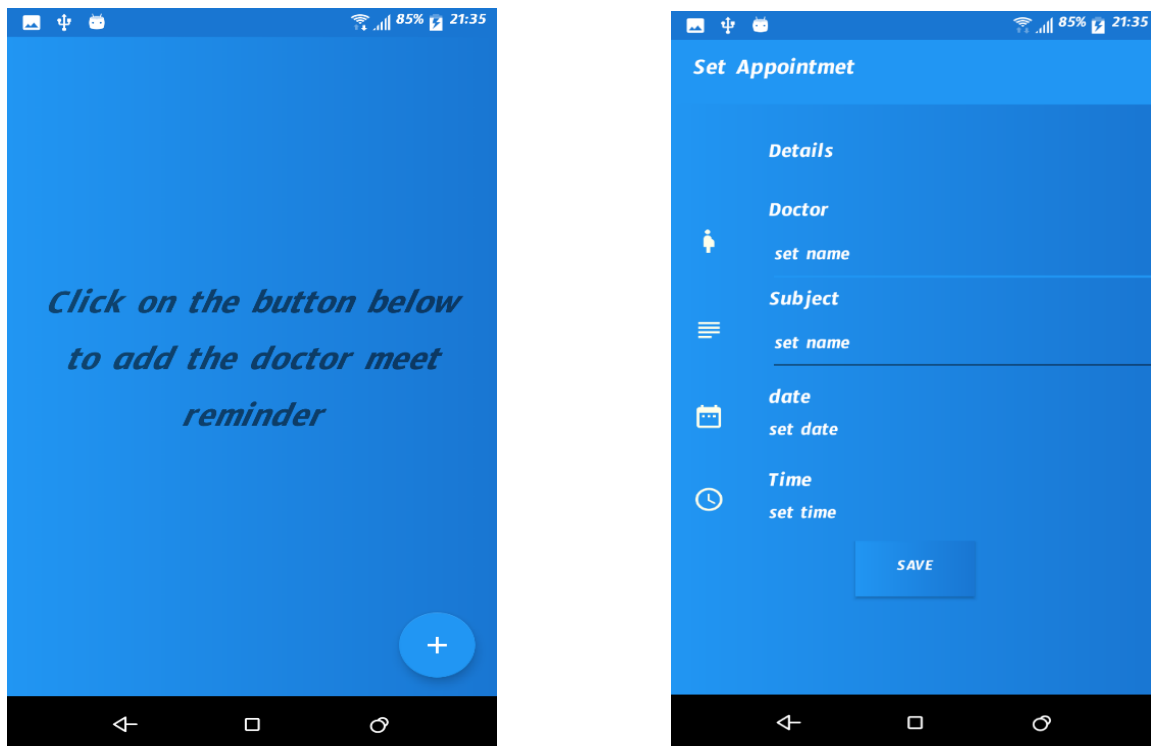 85% 21:35
Click on the button below
to add the doctor meet
reminder
85% 21:35
Set Appointmet
Details
Doctor
set name
Subject
set name
date
set date
Time
set time
SAVE